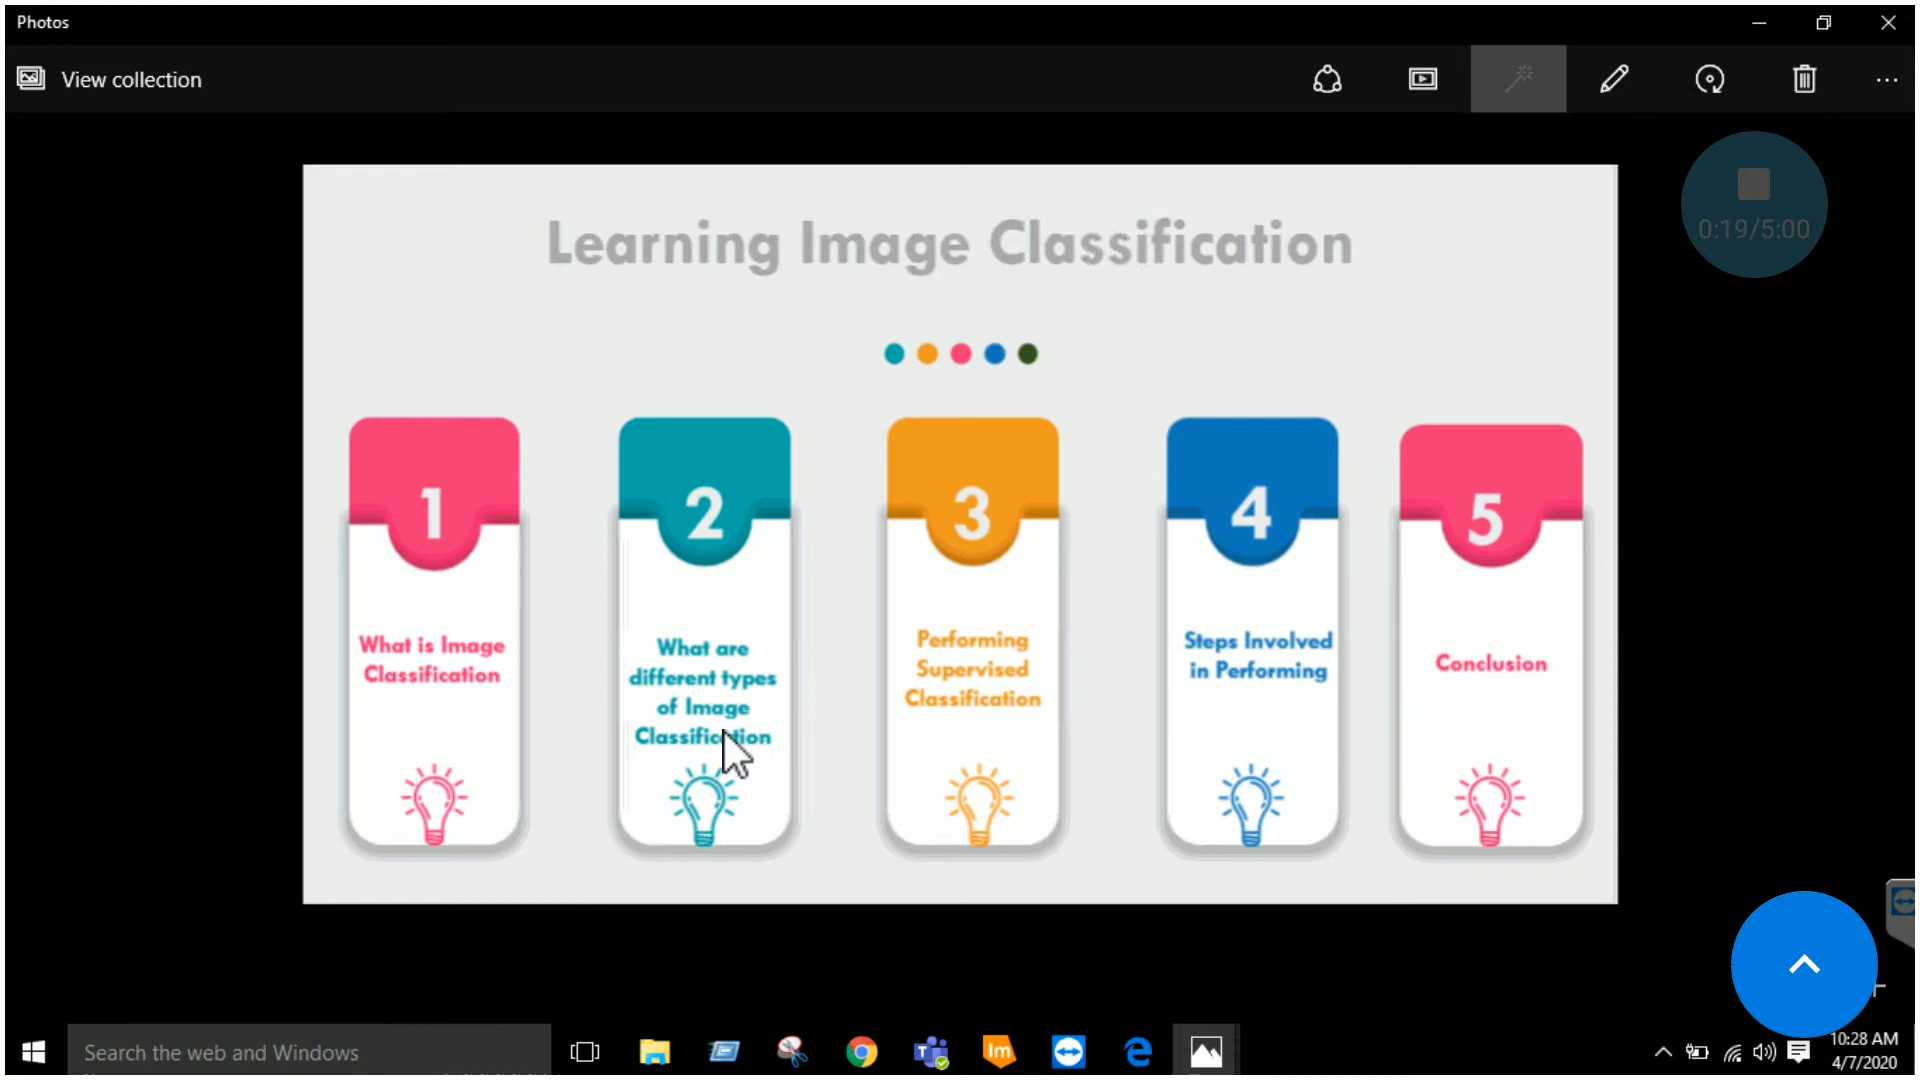 Photos
View collection
0:19/5:00
Learning Image Classification
1
What is Image
Classification
2
What are
different types
of Image
Classification
3
Performing
Supervised
Classification
4
Steps Involved
in Performing
5
Conclusion
Search the web and Windows
T
Im
10:28 AM
4/7/2020